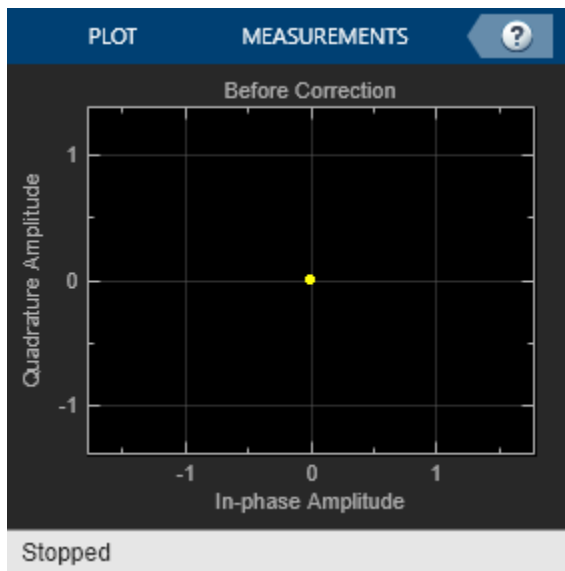 PLOT MEASUREMENTS ?
Before Correction
1
0
-1
Quadrature Amplitude
-1 0 1
In-phase Amplitude
Stopped